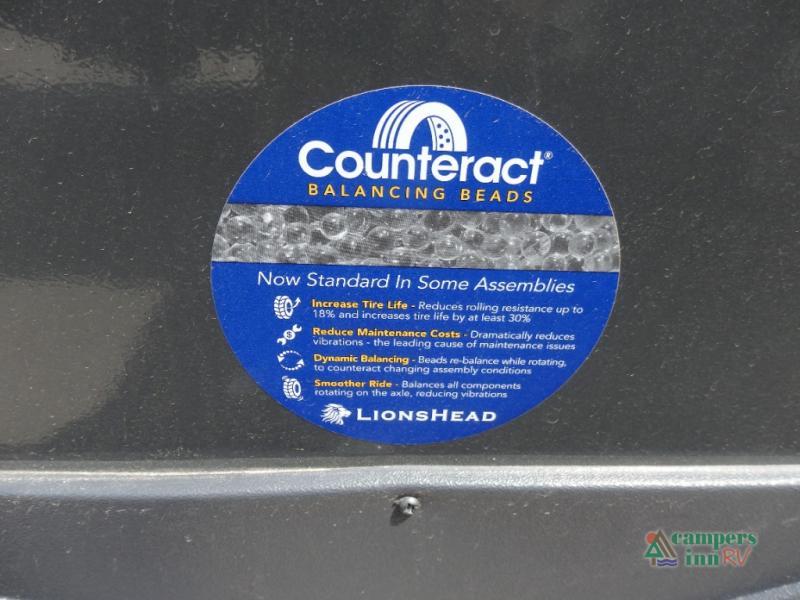 Counteract®
BALANCING BEADS
Now Standard In Some Assemblies
Increase Tire Life - Reduces rolling resistance up to
18% and increases tire life by at least 30%
$
Reduce Maintenance Costs - Dramatically reduces
vibrations - the leading cause of maintenance issues
Dynamic Balancing - Beads re-balance while rotating,
to counteract changing assembly conditions
Smoother Ride - Balances all components
rotating on the axle, reducing vibrations
LIONSHEAD
campers
inn RV